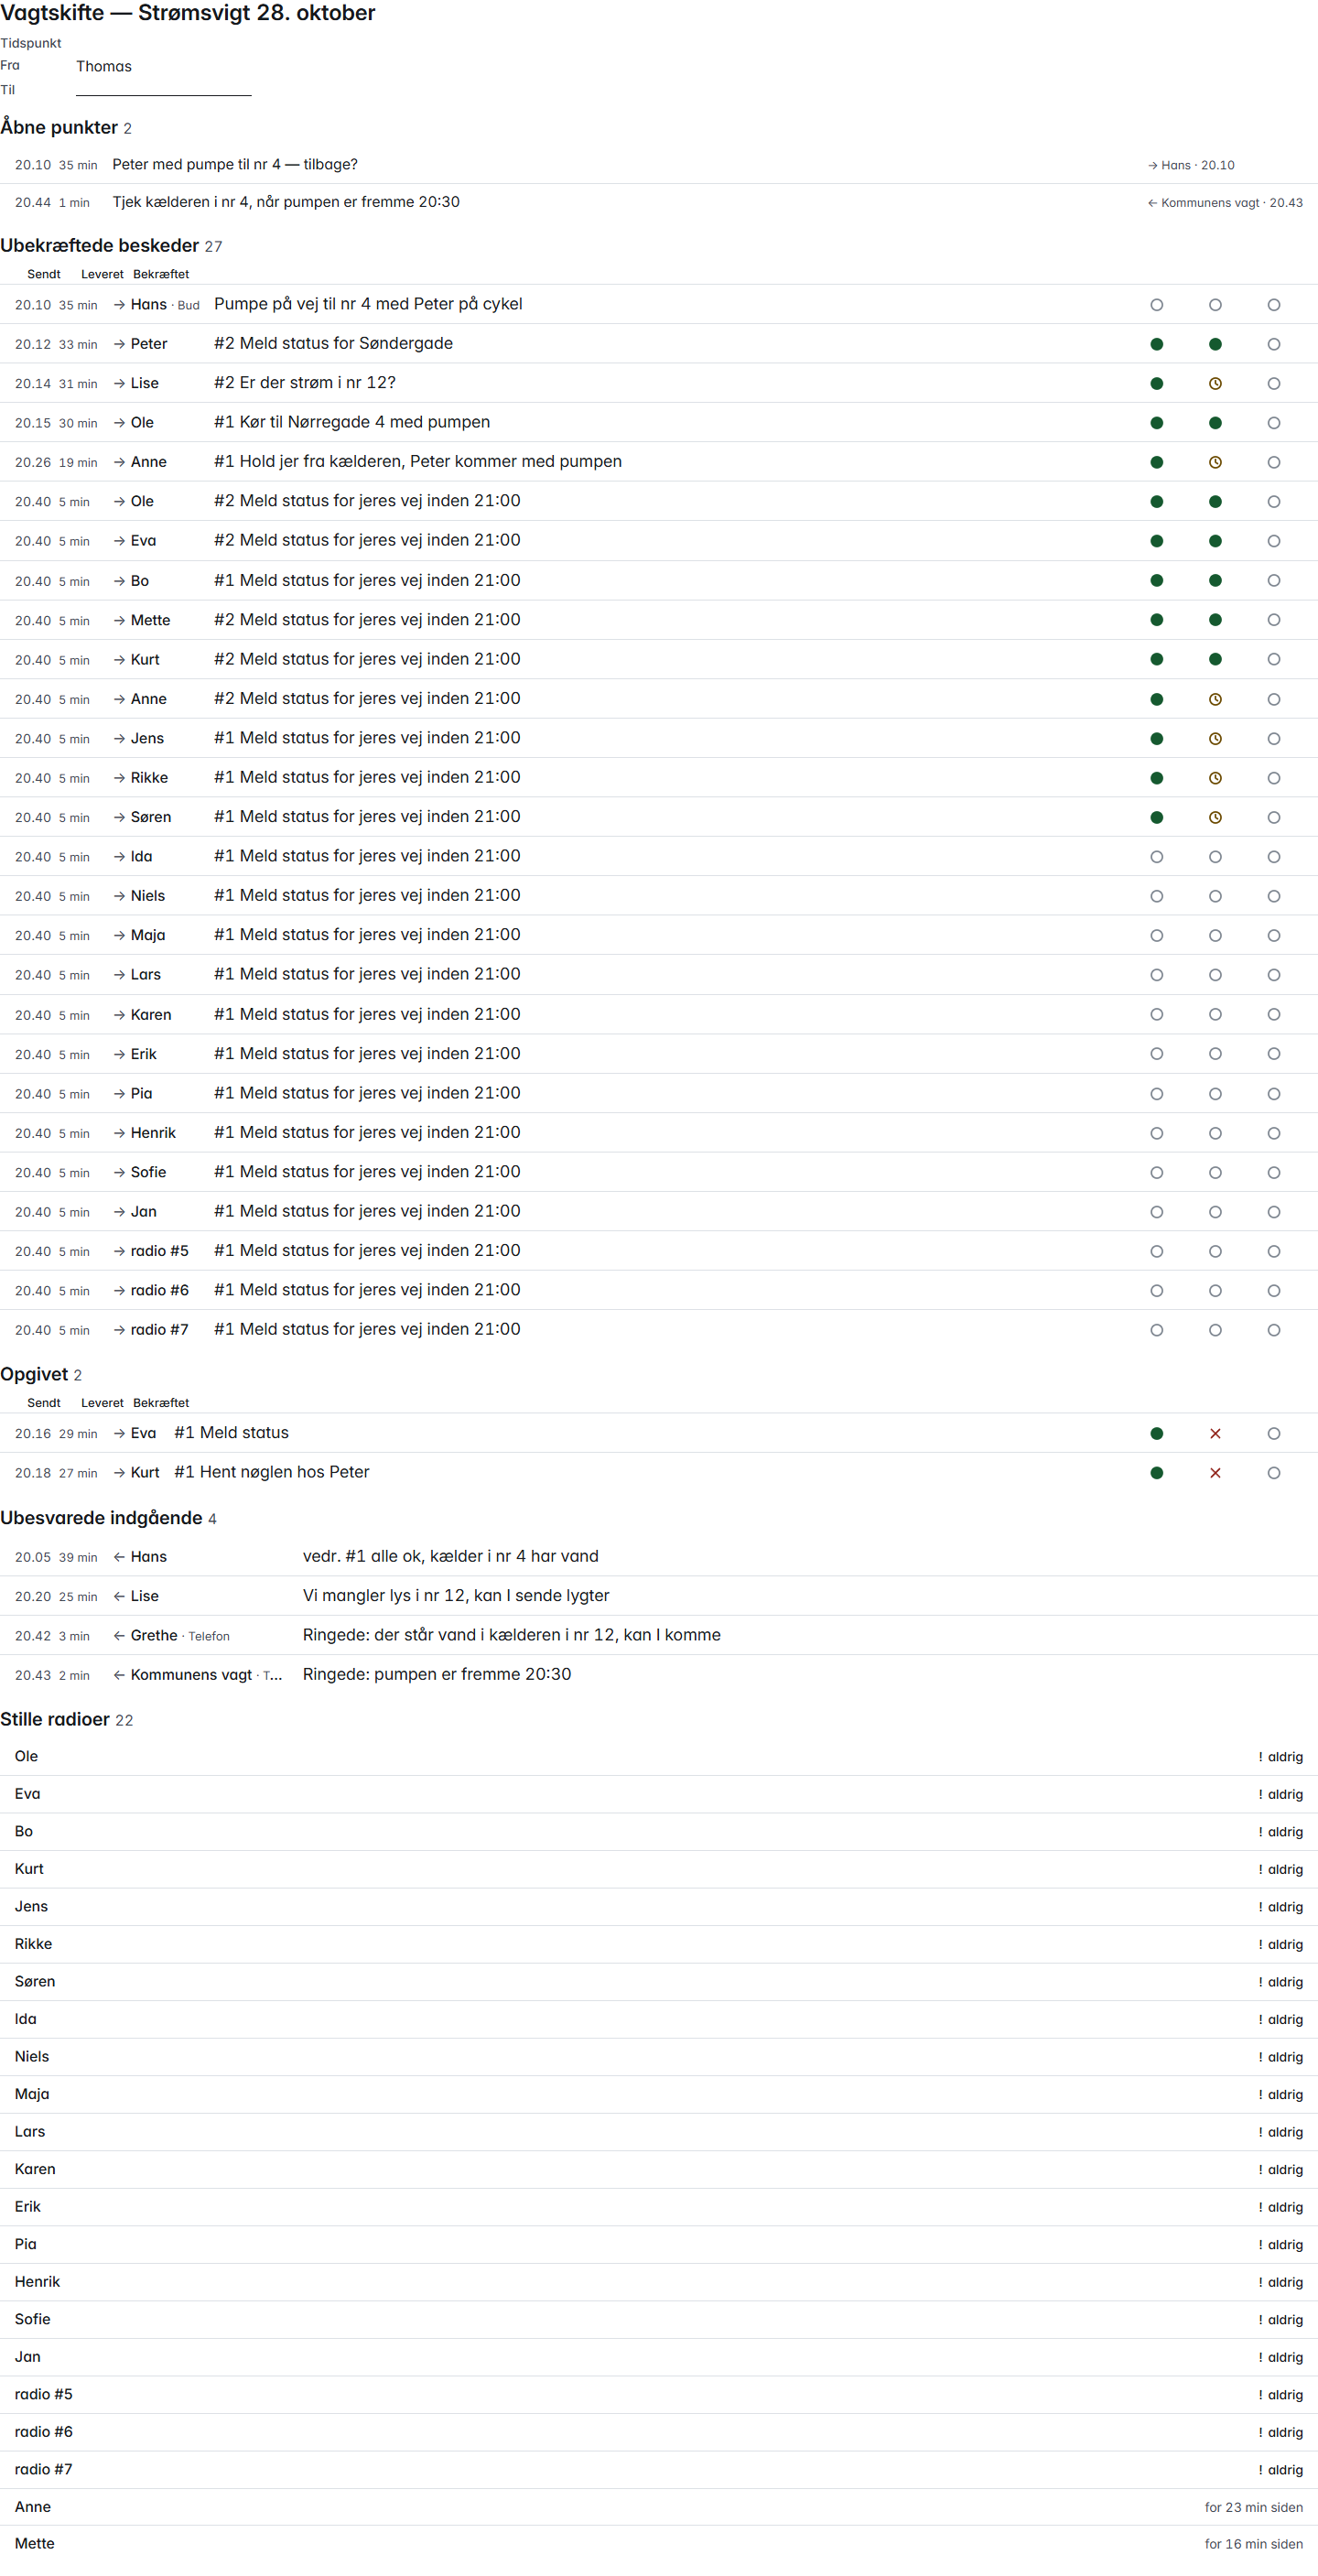 Vagtskifte — Strømsvigt 28. oktober
Tidspunkt
Fra Thomas
Til
Åbne punkter 2
20.10 35 min Peter med pumpe til nr 4 — tilbage? → Hans · 20.10
20.44 1 min Tjek kælderen i nr 4, når pumpen er fremme 20:30 ← Kommunens vagt · 20.43
Ubekræftede beskeder 27
Sendt Leveret Bekræftet
20.10 35 min → Hans · Bud Pumpe på vej til nr 4 med Peter på cykel
20.12 33 min → Peter #2 Meld status for Søndergade
20.14 31 min → Lise #2 Er der strøm i nr 12?
20.15 30 min → Ole #1 Kør til Nørregade 4 med pumpen
20.26 19 min → Anne #1 Hold jer fra kælderen, Peter kommer med pumpen
20.40 5 min → Ole #2 Meld status for jeres vej inden 21:00
20.40 5 min → Eva #2 Meld status for jeres vej inden 21:00
20.40 5 min → Bo #1 Meld status for jeres vej inden 21:00
20.40 5 min → Mette #2 Meld status for jeres vej inden 21:00
20.40 5 min → Kurt #2 Meld status for jeres vej inden 21:00
20.40 5 min → Anne #2 Meld status for jeres vej inden 21:00
20.40 5 min → Jens #1 Meld status for jeres vej inden 21:00
20.40 5 min → Rikke #1 Meld status for jeres vej inden 21:00
20.40 5 min → Søren #1 Meld status for jeres vej inden 21:00
20.40 5 min → Ida #1 Meld status for jeres vej inden 21:00
20.40 5 min → Niels #1 Meld status for jeres vej inden 21:00
20.40 5 min → Maja #1 Meld status for jeres vej inden 21:00
20.40 5 min → Lars #1 Meld status for jeres vej inden 21:00
20.40 5 min → Karen #1 Meld status for jeres vej inden 21:00
20.40 5 min → Erik #1 Meld status for jeres vej inden 21:00
20.40 5 min → Pia #1 Meld status for jeres vej inden 21:00
20.40 5 min → Henrik #1 Meld status for jeres vej inden 21:00
20.40 5 min → Sofie #1 Meld status for jeres vej inden 21:00
20.40 5 min → Jan #1 Meld status for jeres vej inden 21:00
20.40 5 min → radio #5 #1 Meld status for jeres vej inden 21:00
20.40 5 min → radio #6 #1 Meld status for jeres vej inden 21:00
20.40 5 min → radio #7 #1 Meld status for jeres vej inden 21:00
Opgivet 2
Sendt Leveret Bekræftet
20.16 29 min → Eva #1 Meld status
20.18 27 min → Kurt #1 Hent nøglen hos Peter
Ubesvarede indgående 4
20.05 39 min ← Hans vedr. #1 alle ok, kælder i nr 4 har vand
20.20 25 min ← Lise Vi mangler lys i nr 12, kan I sende lygter
20.42 3 min ← Grethe · Telefon Ringede: der står vand i kælderen i nr 12, kan I komme
20.43 2 min ← Kommunens vagt · T... Ringede: pumpen er fremme 20:30
Stille radioer 22
Ole ! aldrig
Eva ! aldrig
Bo ! aldrig
Kurt ! aldrig
Jens ! aldrig
Rikke ! aldrig
Søren ! aldrig
Ida ! aldrig
Niels ! aldrig
Maja ! aldrig
Lars ! aldrig
Karen ! aldrig
Erik ! aldrig
Pia ! aldrig
Henrik ! aldrig
Sofie ! aldrig
Jan ! aldrig
radio #5 ! aldrig
radio #6 ! aldrig
radio #7 ! aldrig
Anne for 23 min siden
Mette for 16 min siden